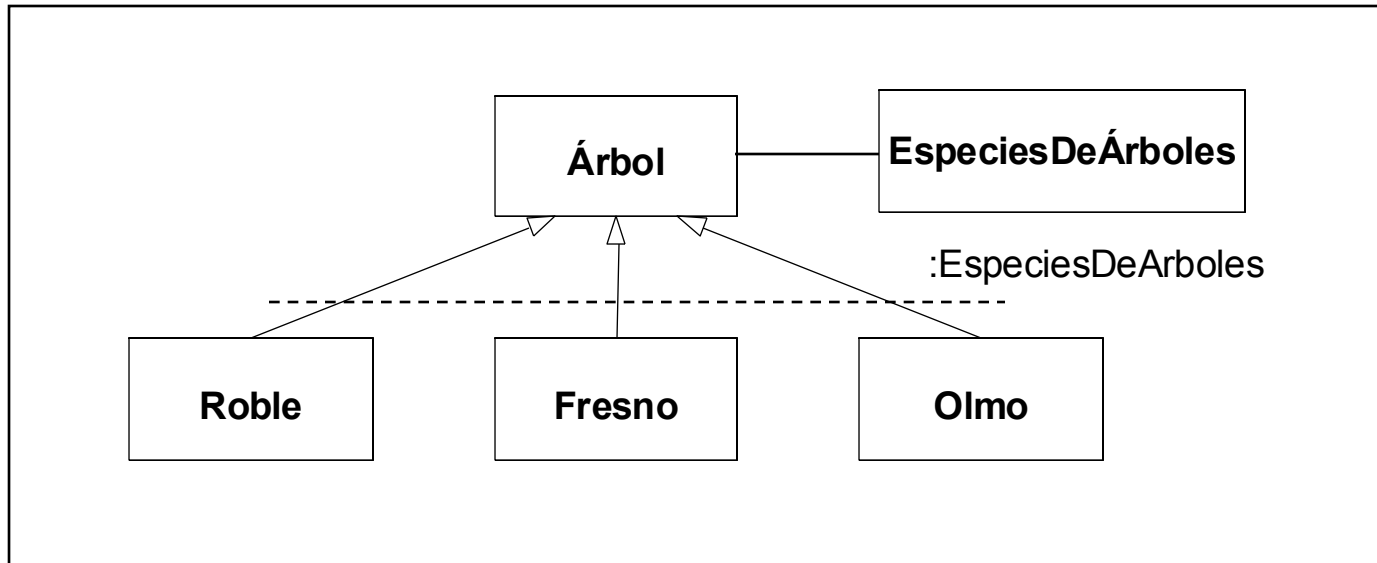 Árbol
EspeciesDeÁrboles
:EspeciesDeArboles
Roble
Fresno
Olmo